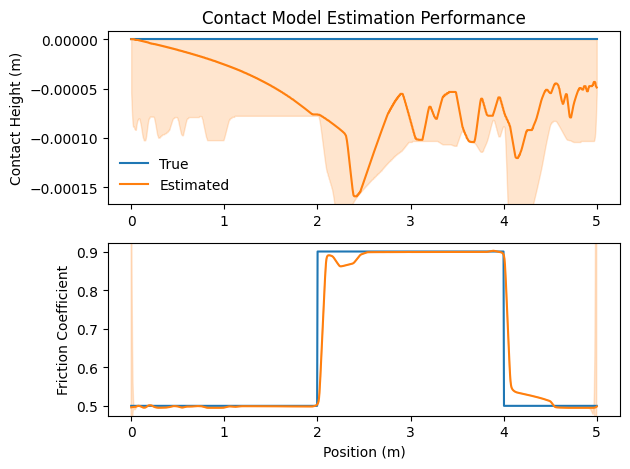 Contact Model Estimation Performance
Contact Height (m)
0.00000
−0.00005
−0.00010
−0.00015
True
Estimated
0 1 2 3 4 5
Friction Coefficient
0.9
0.8
0.7
0.6
0.5
0 1 2 3 4 5
Position (m)